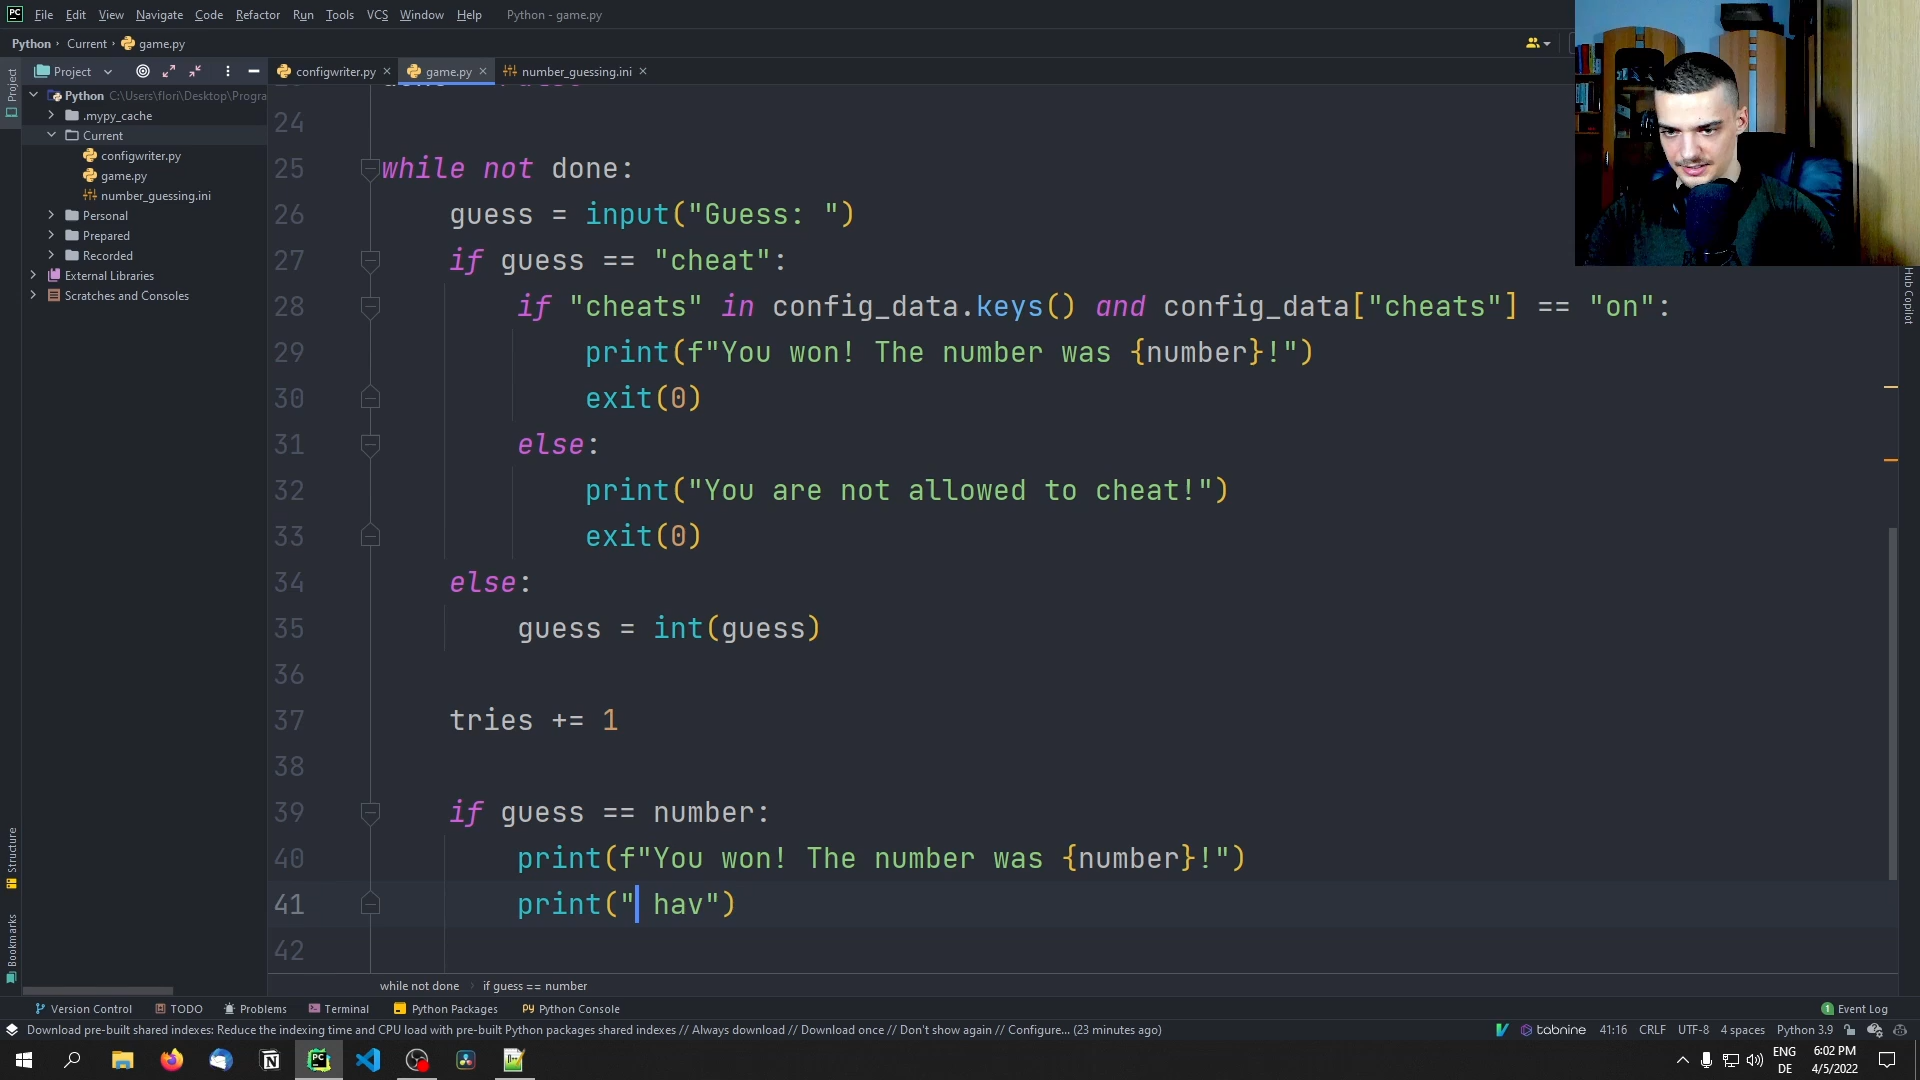 PC File Edit View Navigate Code Refactor Run Tools VCS Window Help Python - game.py
Python Current game.py
Project configwriter.py game.py number_guessing.ini
Project
Python C:\Users\flori\Desktop\Progra
.mypy_cache
Current
configwriter.py
game.py
number_guessing.ini
Personal
Prepared
Recorded
External Libraries
Scratches and Consoles
24
25 while not done:
26 guess = input("Guess: ")
27 if guess == "cheat":
28 if "cheats" in config_data.keys() and config_data["cheats"] == "on":
29 print(f"You won! The number was {number}!")
30 exit(0)
31 else:
32 print("You are not allowed to cheat!")
33 exit(0)
34 else:
35 guess = int(guess)
36
37 tries += 1
38
39 if guess == number:
40 print(f"You won! The number was {number}!")
41 print(" hav")
42
while not done if guess == number
Hub Copilot
Structure
Bookmarks
Version Control TODO Problems Terminal Python Packages Python Console 1 Event Log
Download pre-built shared indexes: Reduce the indexing time and CPU load with pre-built Python packages shared indexes // Always download // Download once // Don't show again // Configure... (23 minutes ago) tabnine 41:16 CRLF UTF-8 4 spaces Python 3.9
PC ENG 6:02 PM
DE 4/5/2022